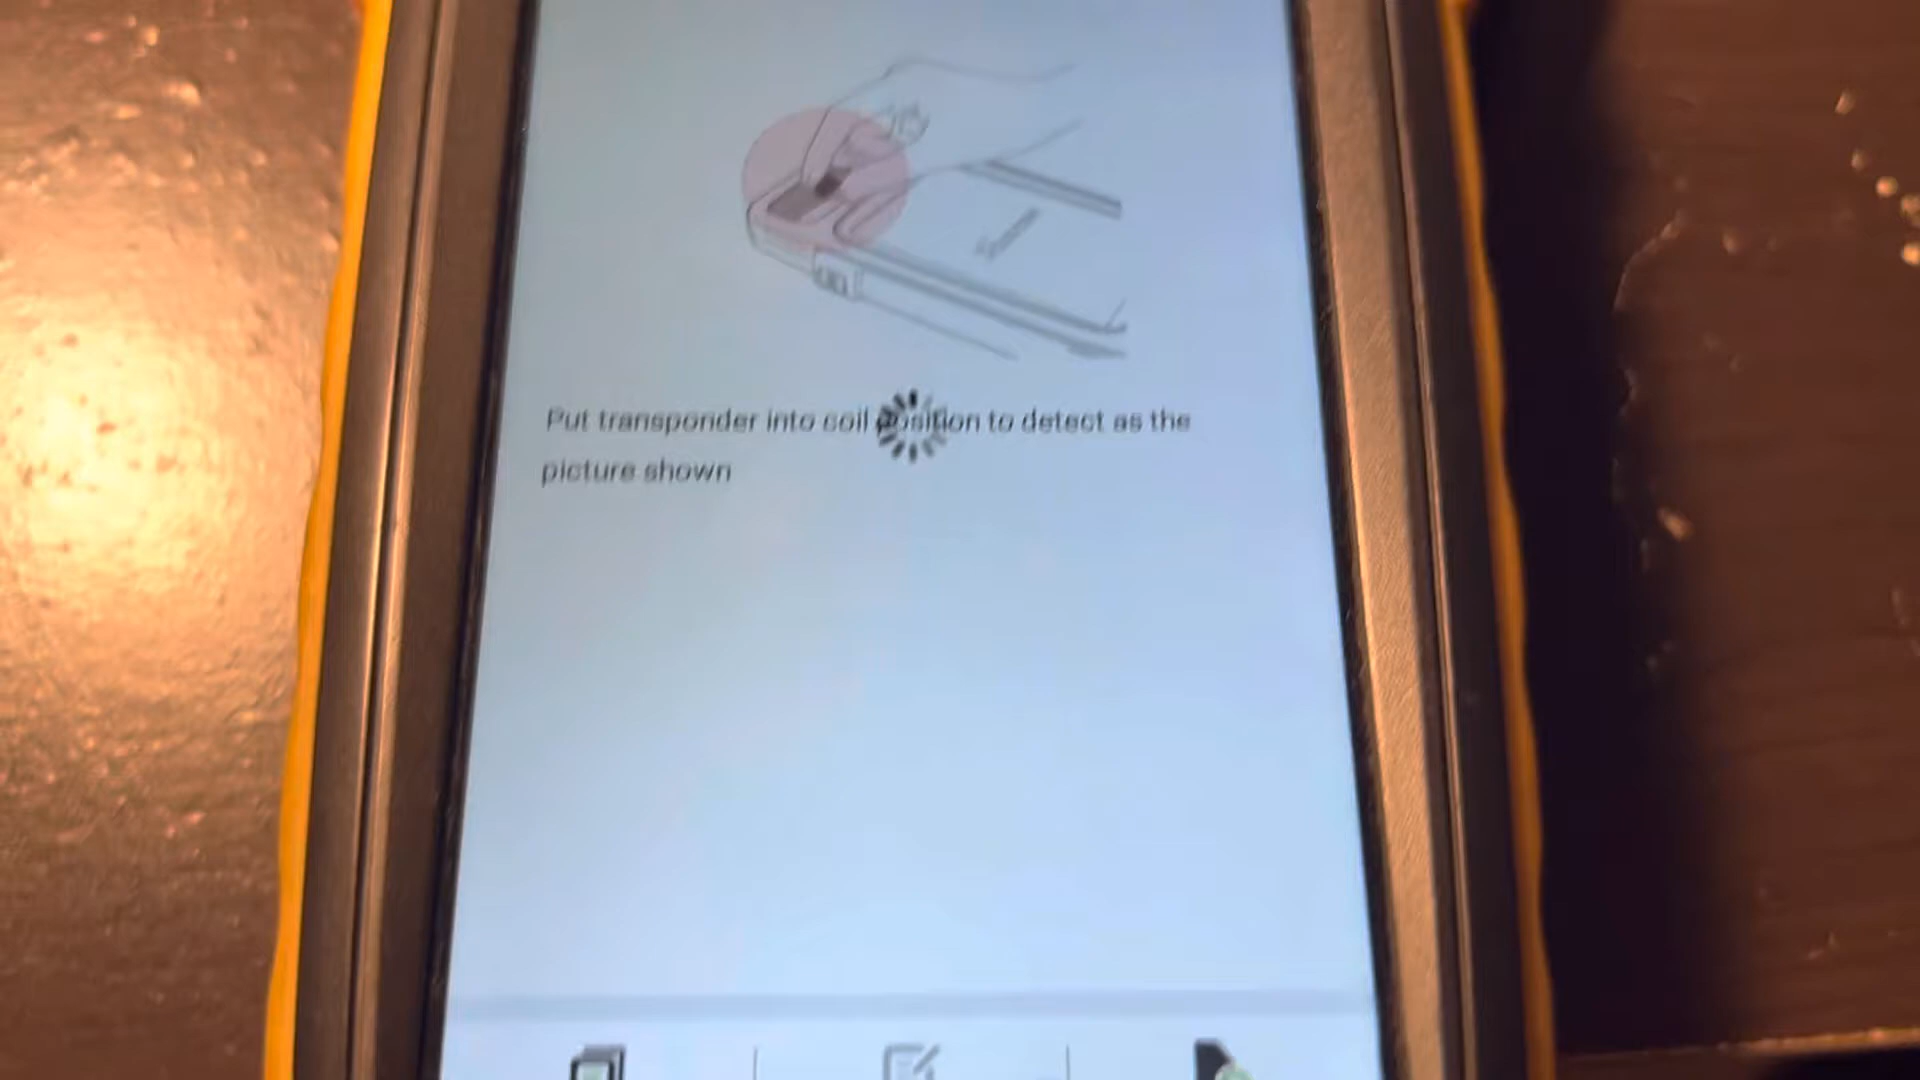 Put transponder into coil position to detect as the
picture shown